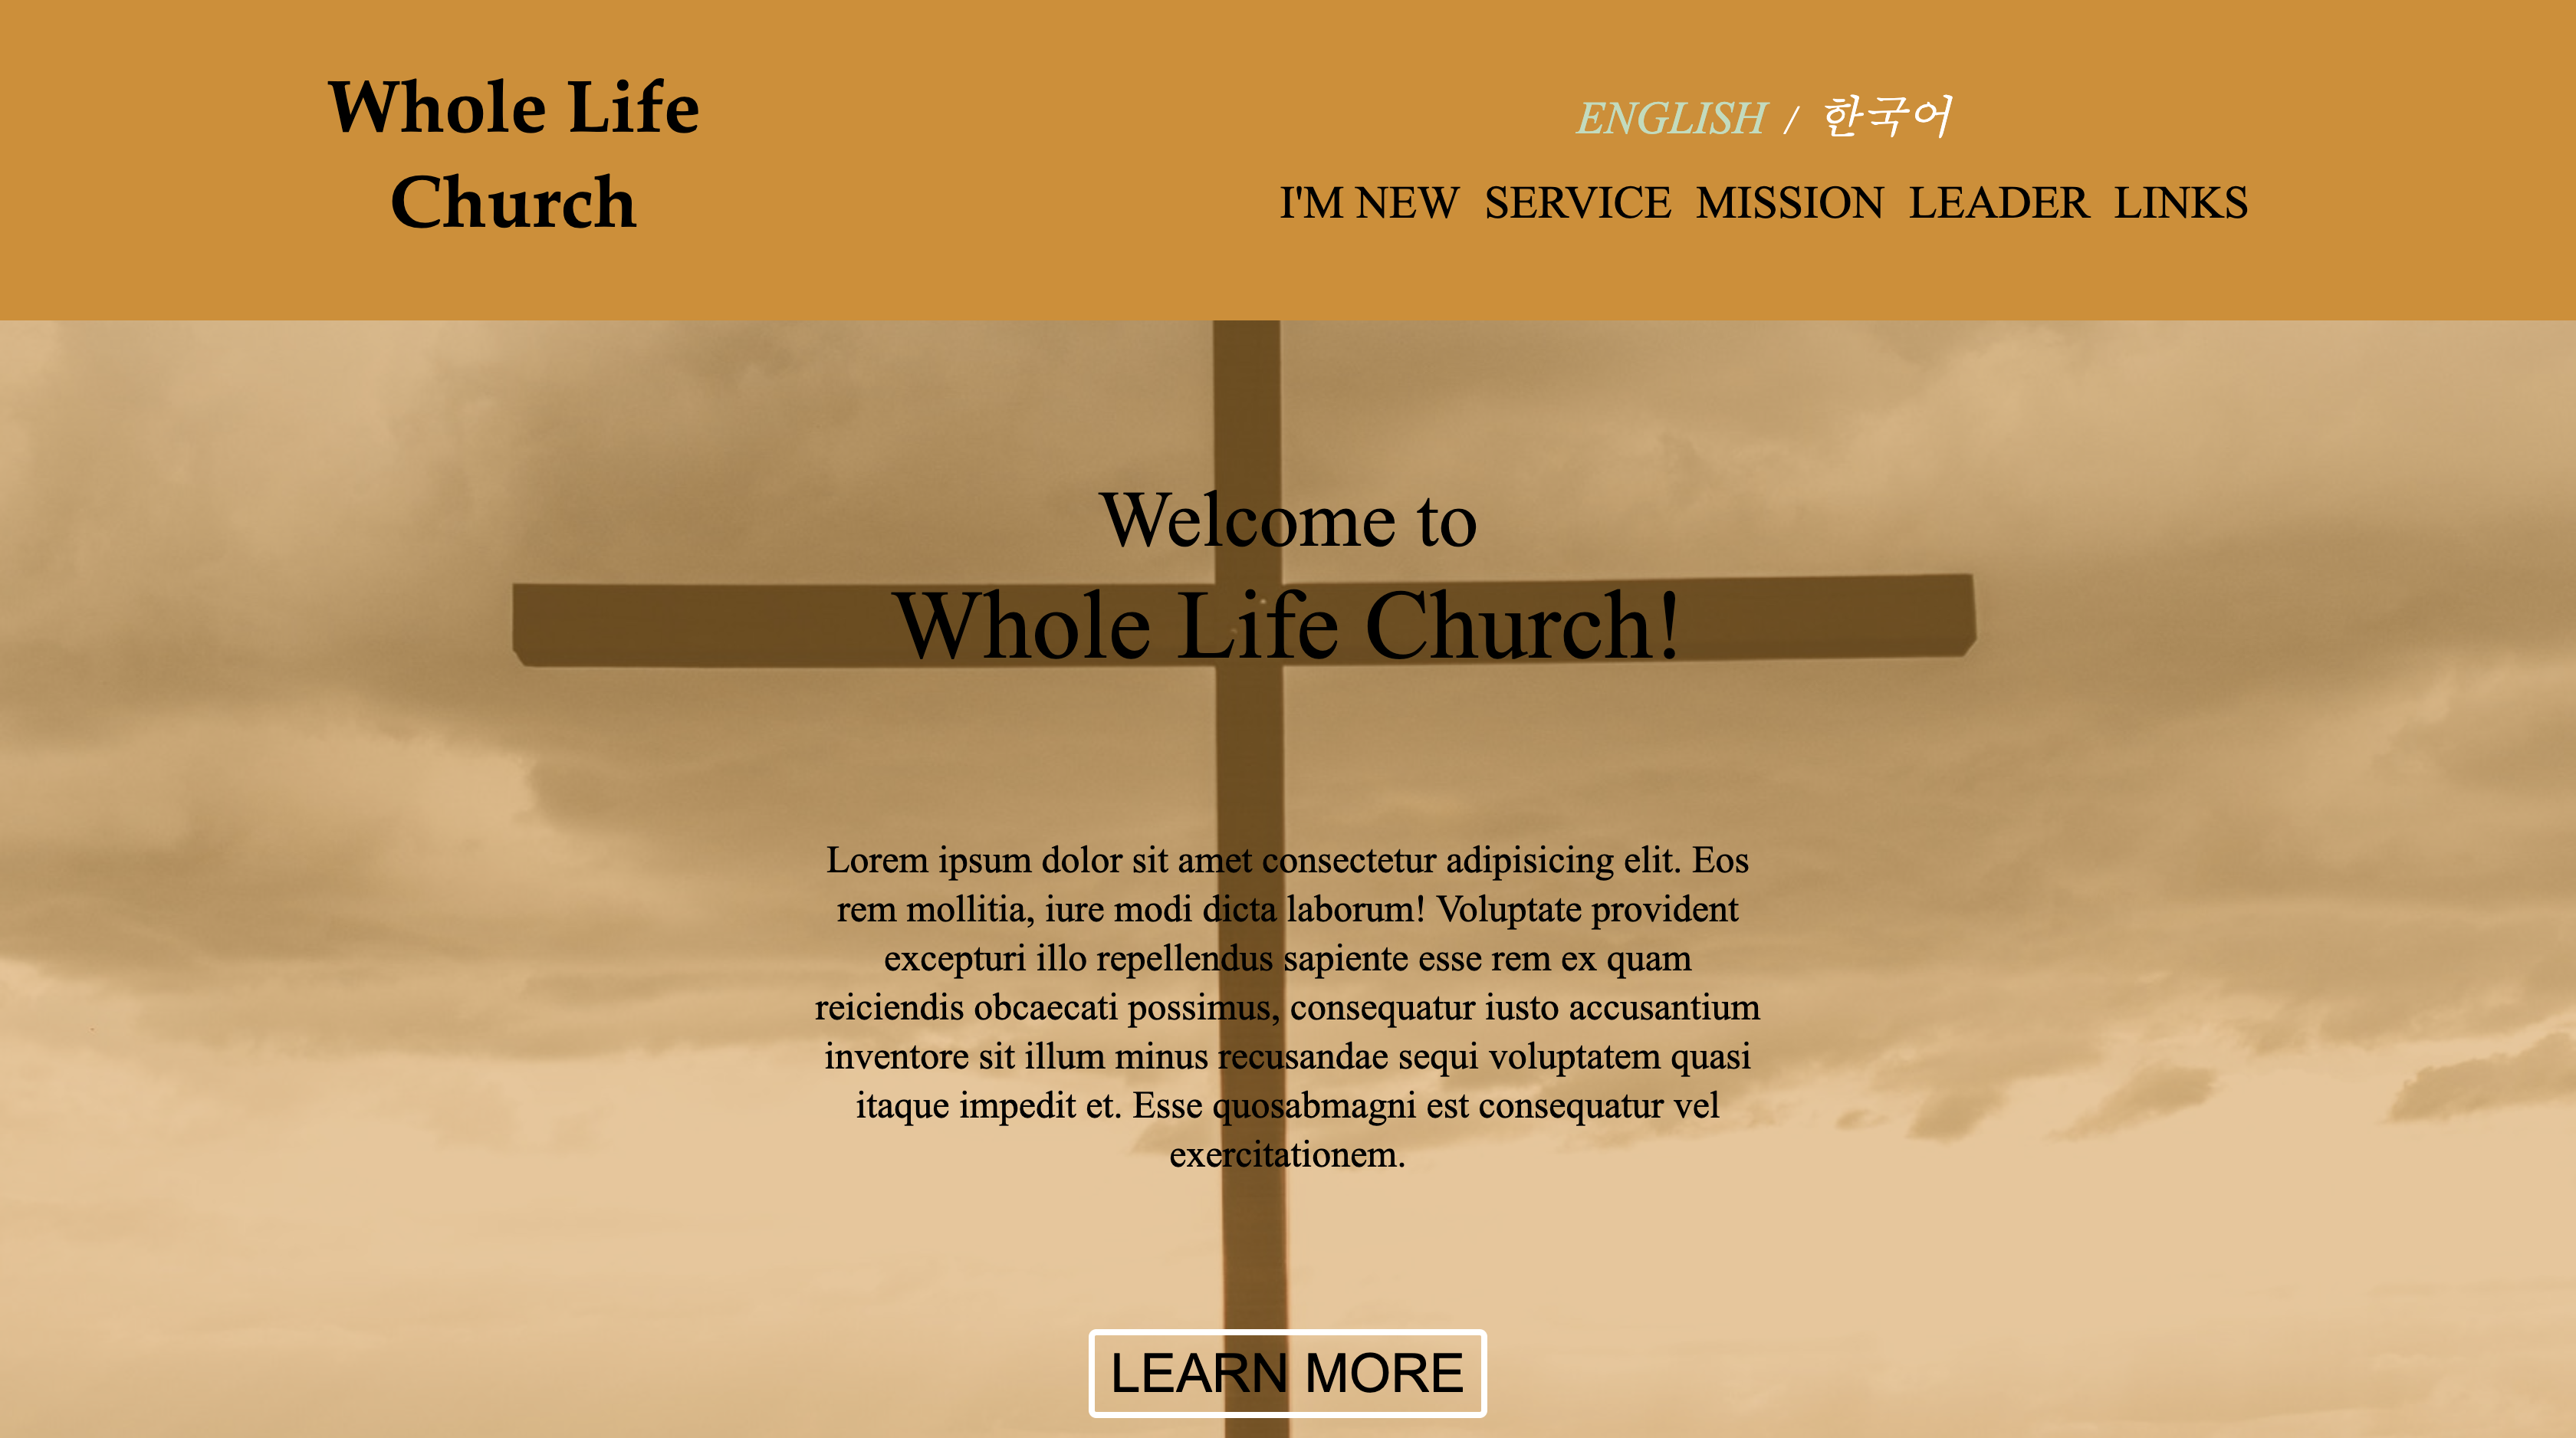 Whole Life
Church
ENGLISH / 한국어
I'M NEW SERVICE MISSION LEADER LINKS
Welcome to
Whole Life Church!
Lorem ipsum dolor sit amet consectetur adipisicing elit. Eos
rem mollitia, iure modi dicta laborum! Voluptate provident
excepturi illo repellendus sapiente esse rem ex quam
reiciendis obcaecati possimus, consequatur iusto accusantium
inventore sit illum minus recusandae sequi voluptatem quasi
itaque impedit et. Esse quosabmagni est consequatur vel
exercitationem.
LEARN MORE